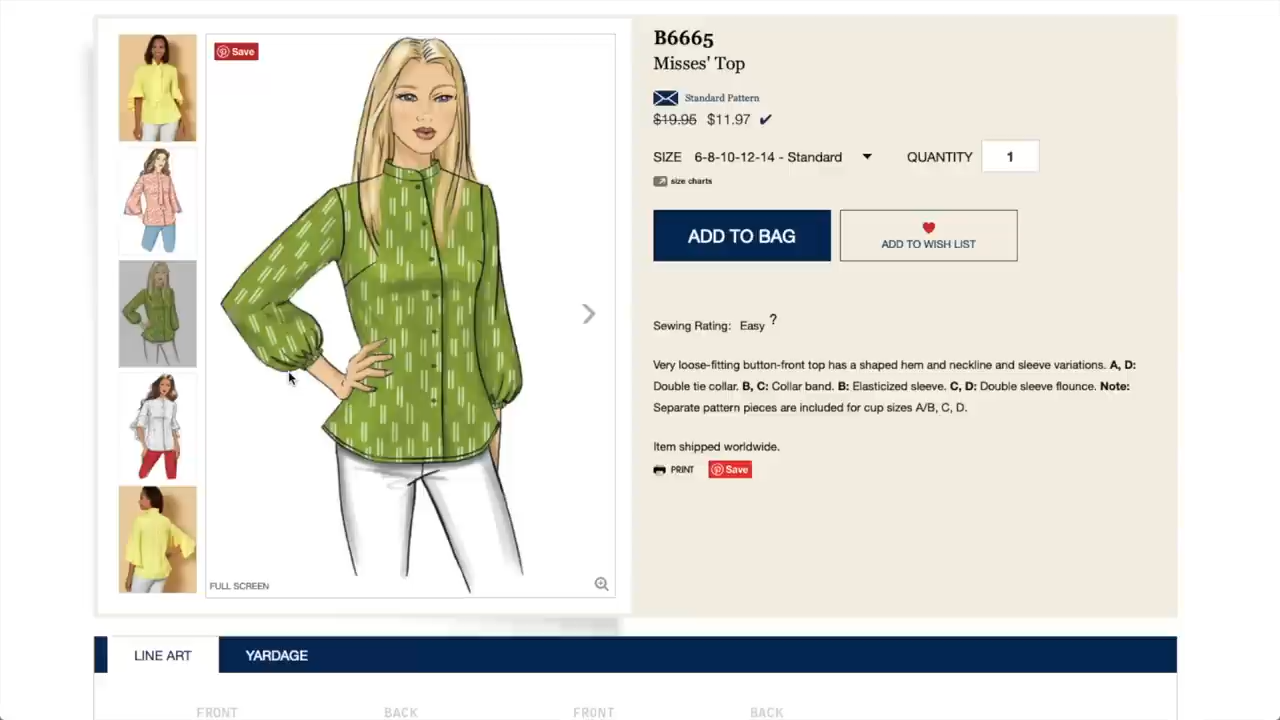 Save
FULL SCREEN
B6665
Misses' Top
Standard Pattern
$19.95 $11.97
SIZE 6-8-10-12-14 - Standard QUANTITY 1
size charts
ADD TO BAG
ADD TO WISH LIST
Sewing Rating: Easy ?
Very loose-fitting button-front top has a shaped hem and neckline and sleeve variations. A, D:
Double tie collar. B, C: Collar band. B: Elasticized sleeve. C, D: Double sleeve flounce. Note:
Separate pattern pieces are included for cup sizes A/B, C, D.
Item shipped worldwide.
PRINT Save
LINE ART YARDAGE
FRONT BACK FRONT BACK